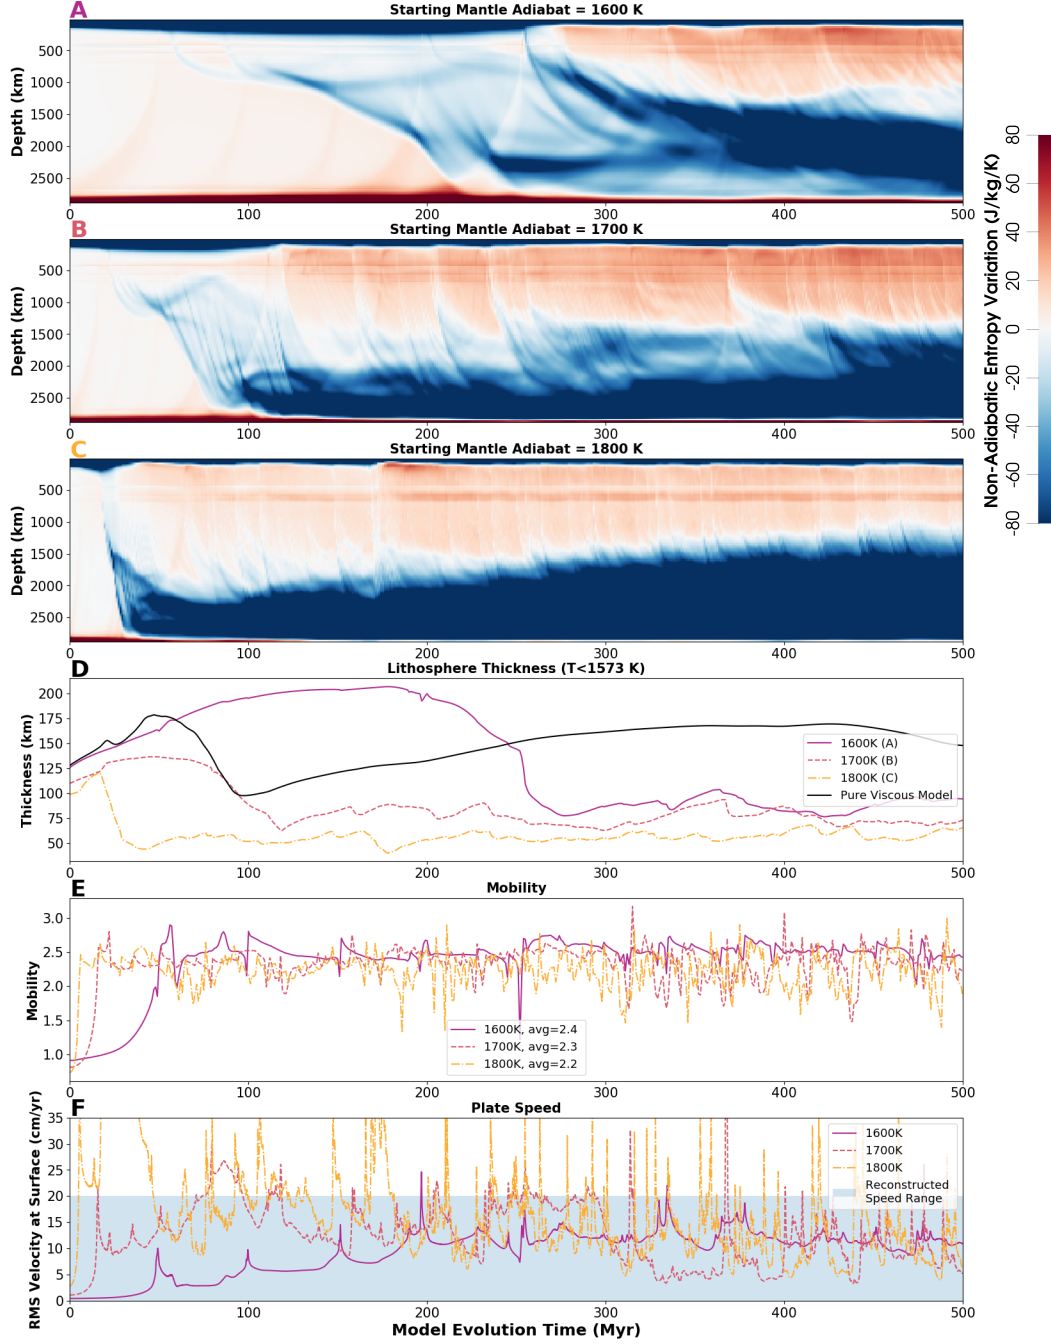 A
Starting Mantle Adiabat = 1600 K
Depth (km)
500
1000
1500
2000
2500
0
100
200
300
400
500
B
Starting Mantle Adiabat = 1700 K
Depth (km)
500
1000
1500
2000
2500
0
100
200
300
400
500
C
Starting Mantle Adiabat = 1800 K
Depth (km)
500
1000
1500
2000
2500
0
100
200
300
400
500
Non-Adiabatic Entropy Variation (J/kg/K)
80
60
40
20
0
-20
-40
-60
-80
D
Lithosphere Thickness (T<1573 K)
Thickness (km)
200
175
150
125
100
75
50
1600K (A)
1700K (B)
1800K (C)
Pure Viscous Model
0
100
200
300
400
500
E
Mobility
Mobility
3.0
2.5
2.0
1.5
1.0
1600K, avg=2.4
1700K, avg=2.3
1800K, avg=2.2
0
100
200
300
400
500
F
Plate Speed
RMS Velocity at Surface (cm/yr)
35
30
25
20
15
10
5
0
1600K
1700K
1800K
Reconstructed
Speed Range
0
100
200
300
400
500
Model Evolution Time (Myr)